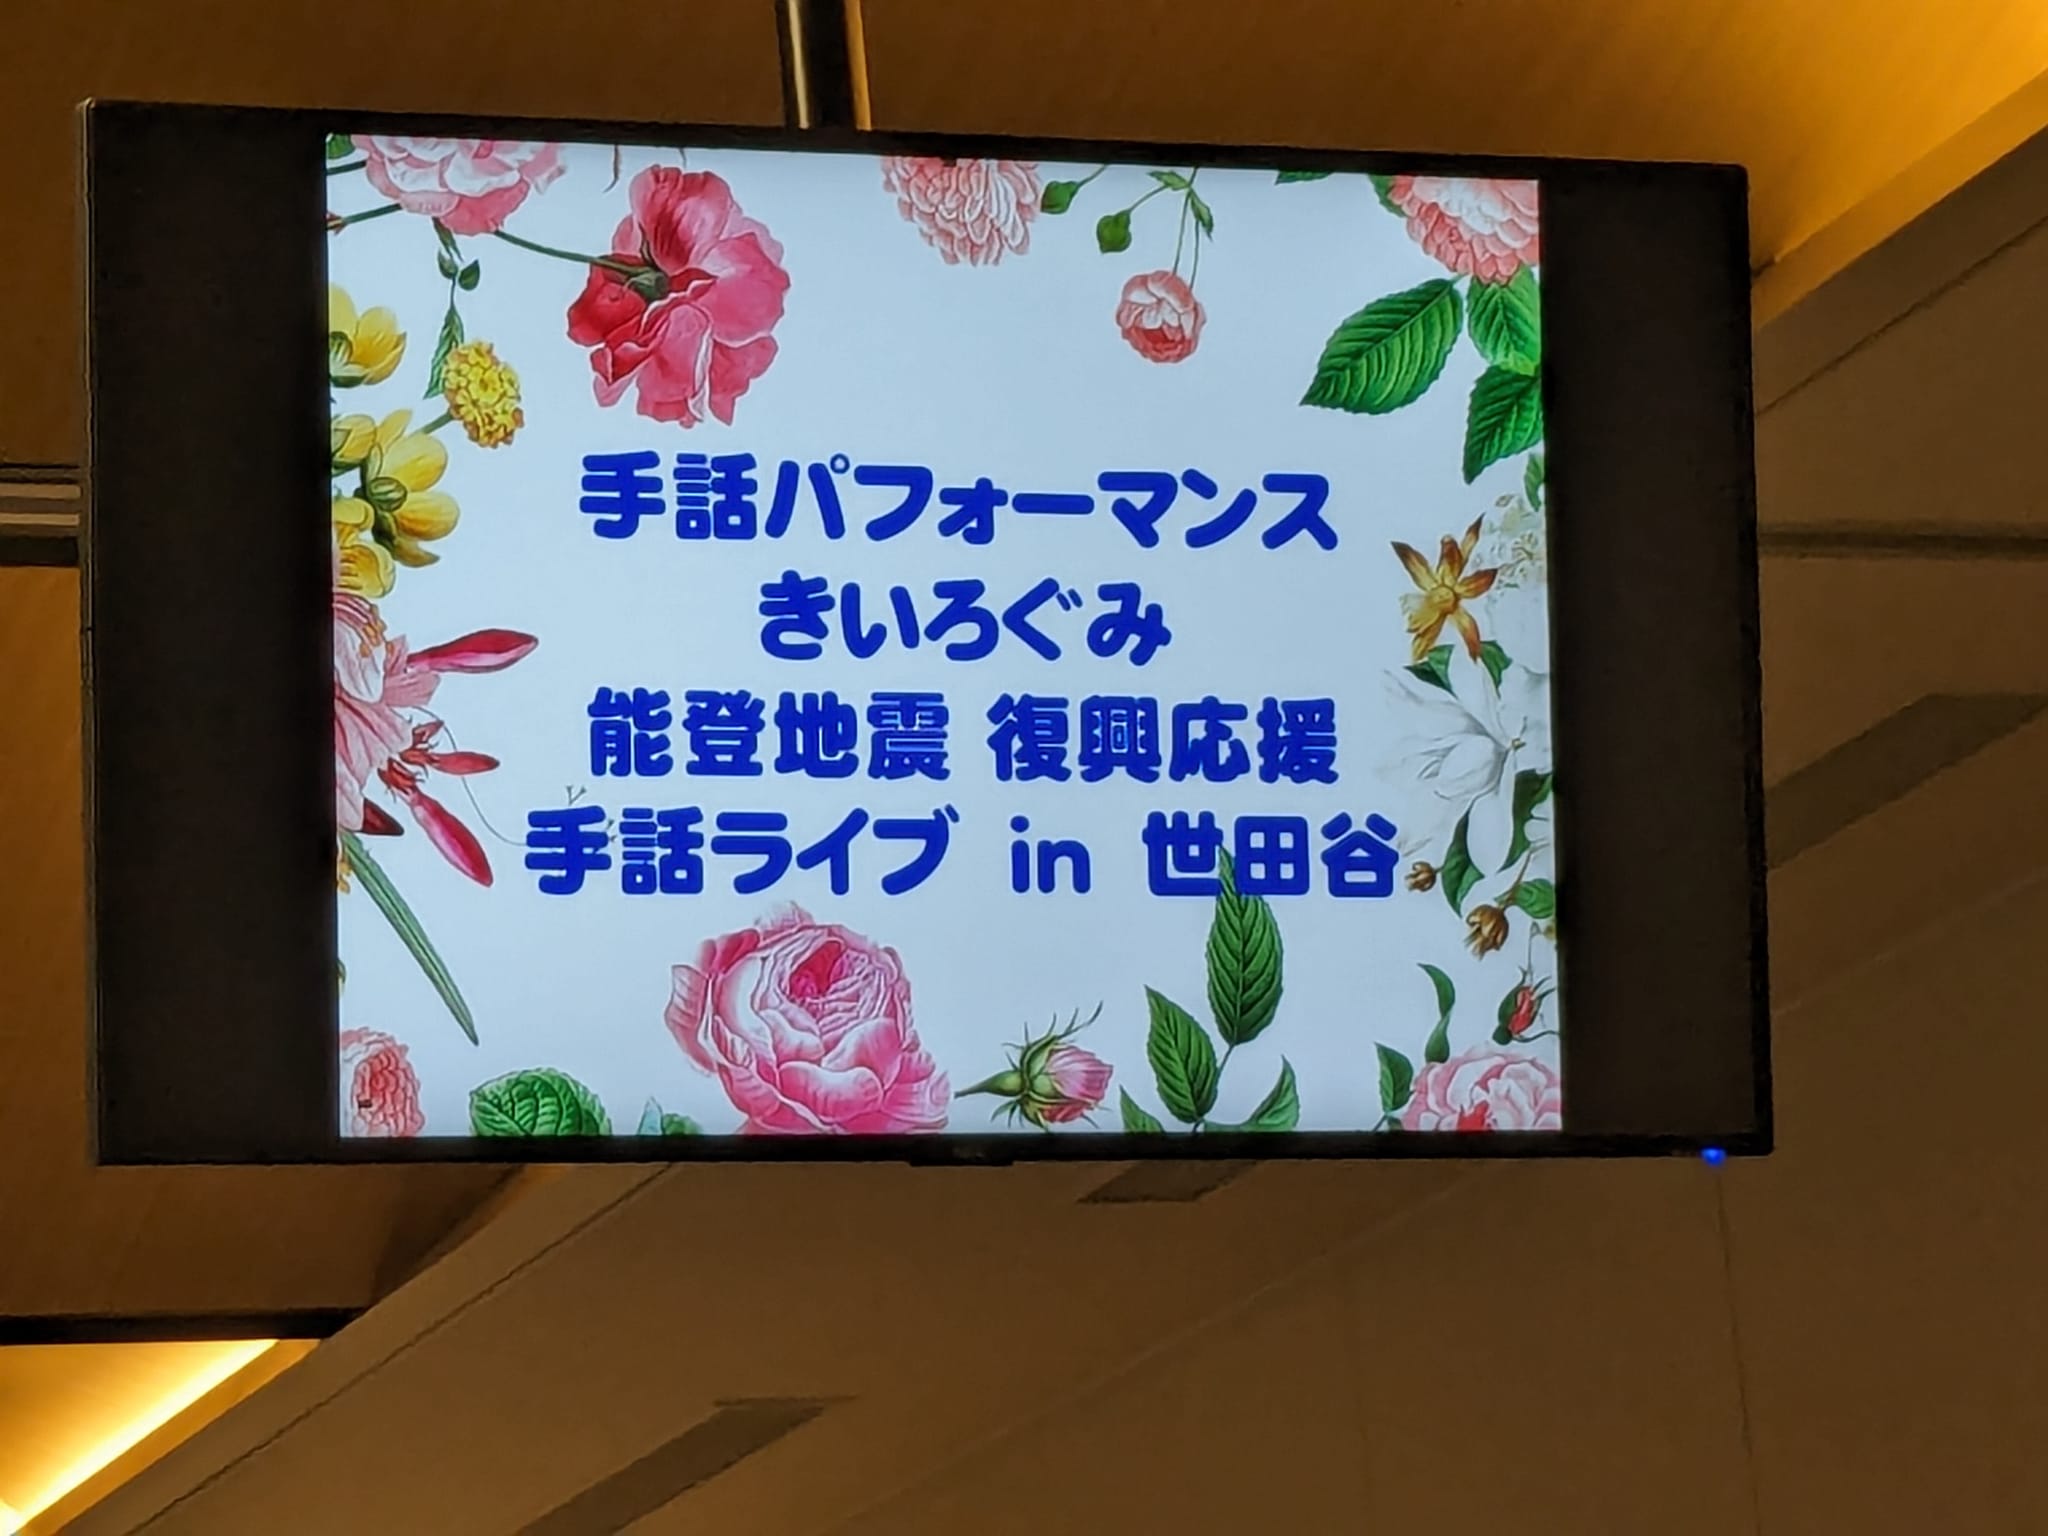 手話パフォーマンス
きいろぐみ
能登地震 復興応援
手話ライブ in 世田谷